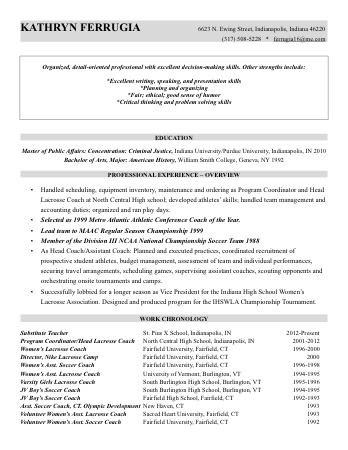 KATHRYN FERRUGIA
6623 N. Ewing Street, Indianapolis, Indiana 46220
(317) 508-5228 * ferrugia16@me.com
Organized, detail-oriented professional with excellent decision-making skills. Other strengths include:
*Excellent writing, speaking, and presentation skills
*Planning and organizing
*Fair; ethical; good sense of humor
*Critical thinking and problem solving skills
EDUCATION
Master of Public Affairs: Concentration: Criminal Justice, Indiana University/Purdue University, Indianapolis, IN 2010
Bachelor of Arts, Major: American History, William Smith College, Geneva, NY 1992
PROFESSIONAL EXPERIENCE – OVERVIEW
• Handled scheduling, equipment inventory, maintenance and ordering as Program Coordinator and Head
Lacrosse Coach at North Central High School; developed athletes' skills; handled team management and
accounting duties; organized and ran play days.
• Selected as 1999 Metro Atlantic Athletic Conference Coach of the Year.
• Lead team to MAAC Regular Season Championship 1999
• Member of the Division III NCAA National Championship Soccer Team 1988
• As Head Coach/Assistant Coach: Planned and executed practices, coordinated recruitment of
prospective student athletes, budget management, assessment of team and individual performances,
securing travel arrangements, scheduling games, supervising assistant coaches, scouting opponents and
orchestrating onsite tournaments and camps.
• Successfully lobbied for a longer season as Vice President for the Indiana High School Women's
Lacrosse Association. Designed and produced program for the IHSWLA Championship Tournament.
WORK CHRONOLOGY
Substitute Teacher St. Pius X School, Indianapolis, IN 2012-Present
Program Coordinator/Head Lacrosse Coach North Central High School, Indianapolis, IN 2001-2012
Women's Lacrosse Coach Fairfield University, Fairfield, CT 1996-2000
Director, Nike Lacrosse Camp Fairfield University, Fairfield, CT 2000
Women's Asst. Soccer Coach Fairfield University, Fairfield, CT 1996-1998
Women's Asst. Lacrosse Coach University of Vermont, Burlington, VT 1994-1995
Varsity Girls Lacrosse Coach South Burlington High School, Burlington, VT 1995-1996
JV Boy's Soccer Coach South Burlington High School, Burlington, VT 1994-1995
JV Boy's Soccer Coach Fairfield High School, Fairfield, CT 1992-1993
Asst. Soccer Coach, CT. Olympic Development New Haven, CT 1993
Volunteer Women's Asst. Lacrosse Coach Sacred Heart University, Fairfield, CT 1993
Volunteer Women's Asst. Soccer Coach Fairfield University, Fairfield, CT 1992